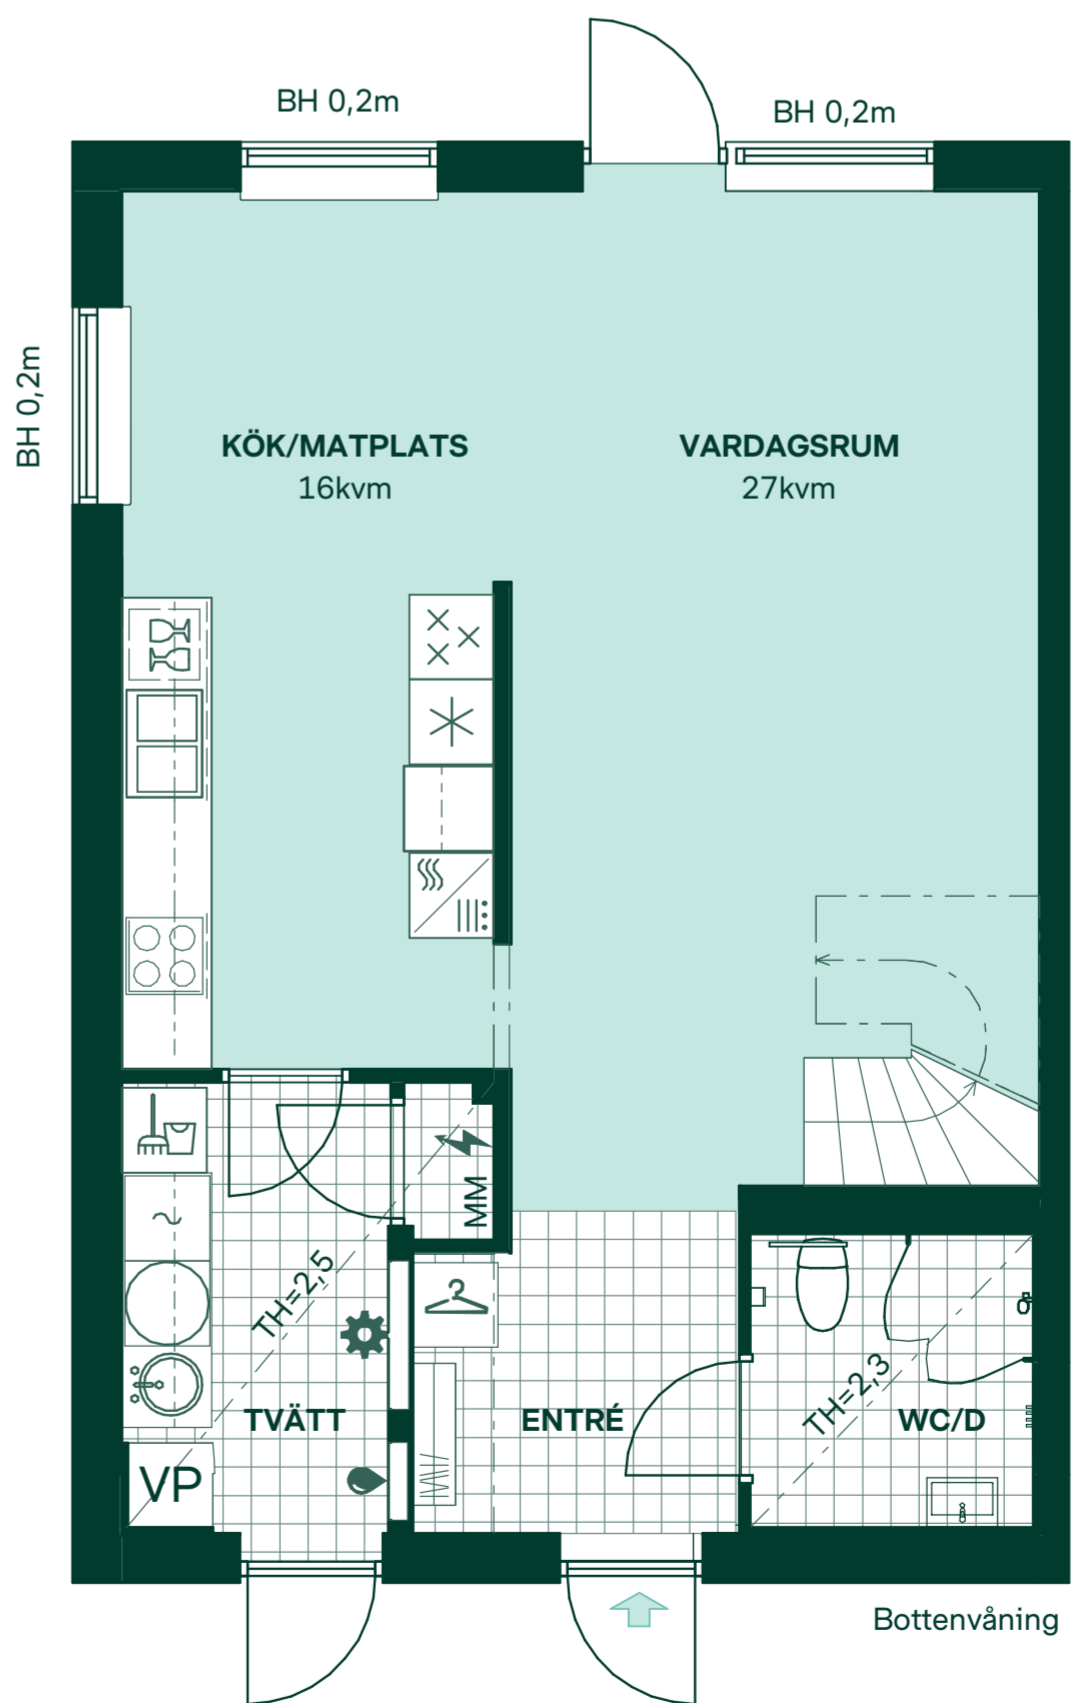 BH 0,2m
BH 0,2m
BH 0,2m
KÖK/MATPLATS
16kvm
VARDAGSRUM
27kvm
MM
TH=2,5
TVÄTT
VP
ENTRÉ
TH=2,3
WC/D
Bottenvåning